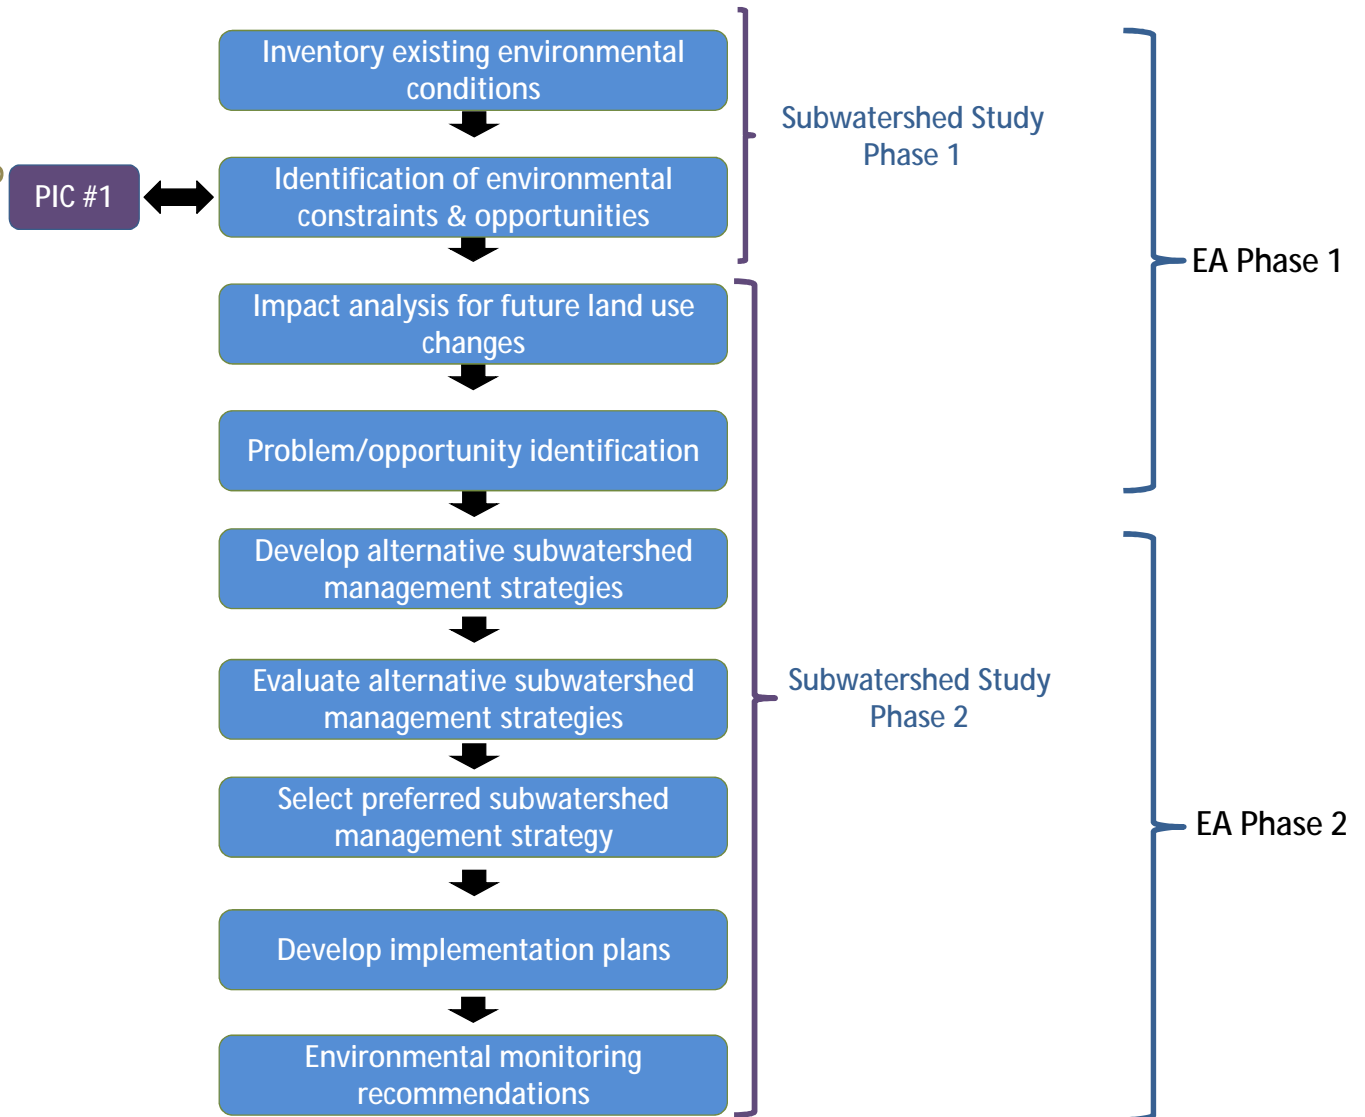 Inventory existing environmental
conditions
Subwatershed Study
Phase 1
PIC #1
Identification of environmental
constraints & opportunities
EA Phase 1
Impact analysis for future land use
changes
Problem/opportunity identification
Develop alternative subwatershed
management strategies
Evaluate alternative subwatershed
management strategies
Subwatershed Study
Phase 2
Select preferred subwatershed
management strategy
EA Phase 2
Develop implementation plans
Environmental monitoring
recommendations